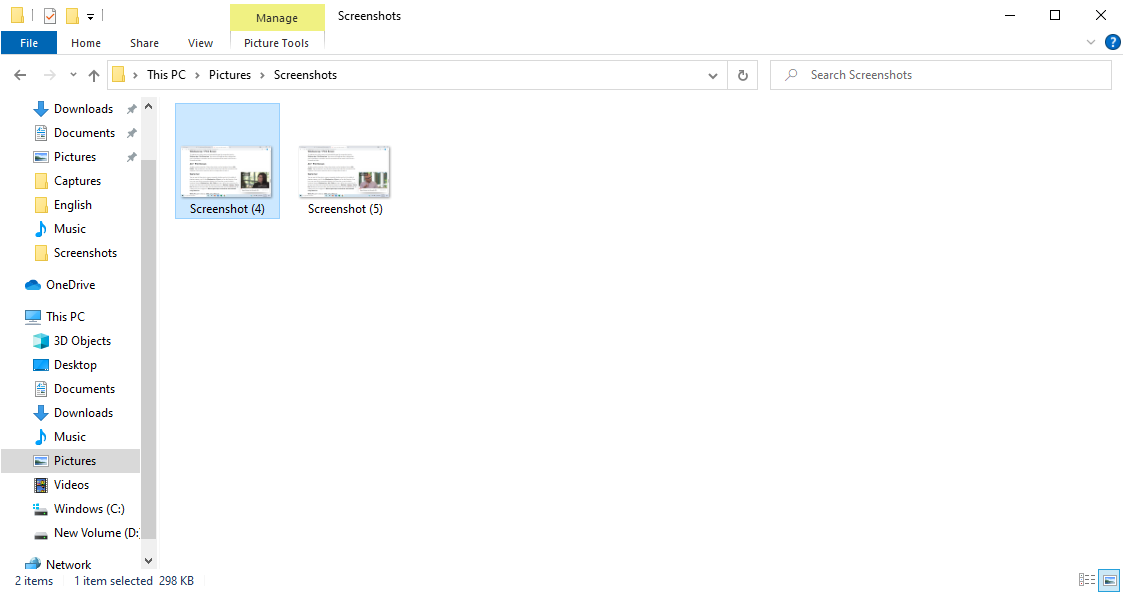 Manage
Screenshots
File
Home
Share
View
Picture Tools
?
This PC
Pictures
Screenshots
Search Screenshots
Downloads
Documents
Pictures
Captures
English
Music
Screenshots
OneDrive
This PC
3D Objects
Desktop
Documents
Downloads
Music
Pictures
Videos
Windows (C:)
New Volume (D:
Network
Screenshot (4)
Screenshot (5)
2 items
1 item selected 298 KB